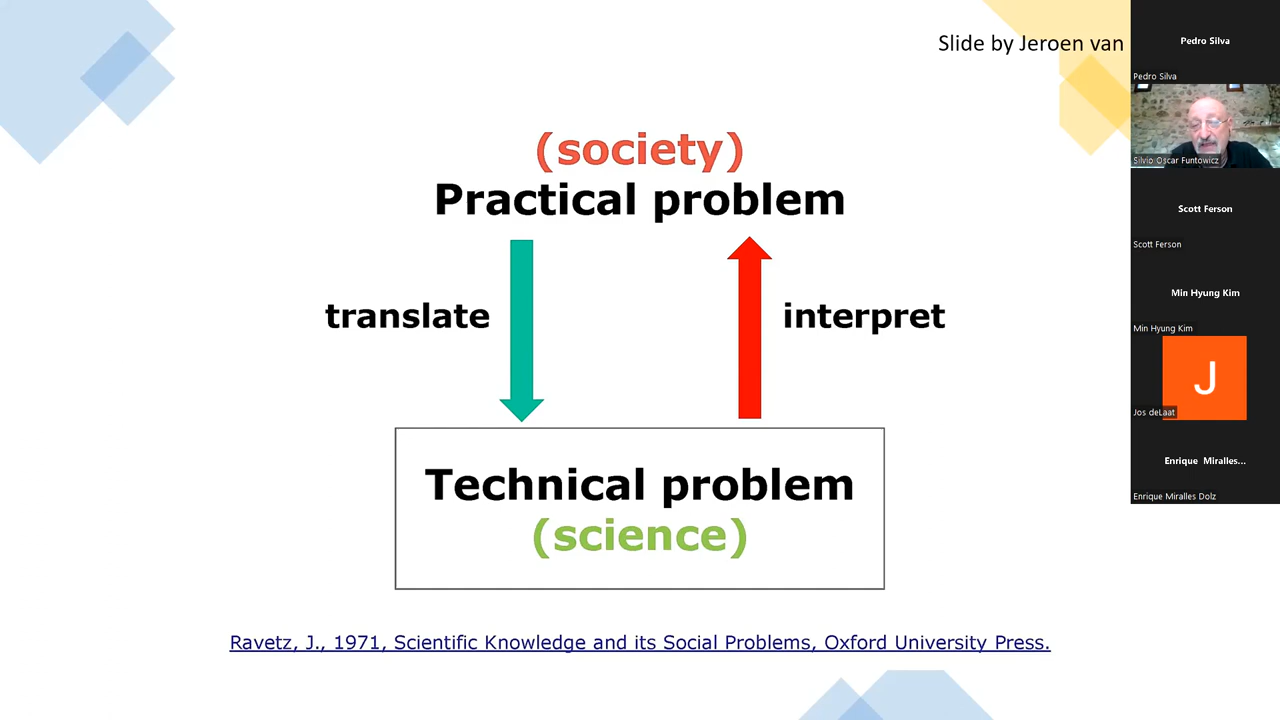 Slide by Jeroen van
(society)
Practical problem
translate
interpret
Technical problem
(science)
Ravetz, J., 1971, Scientific Knowledge and its Social Problems, Oxford University Press.
Pedro Silva
Pedro Silva
Silvio Oscar Funtowicz
Scott Ferson
Scott Ferson
Min Hyung Kim
Min Hyung Kim
J
Jos deLaat
Enrique Miralles...
Enrique Miralles Dolz